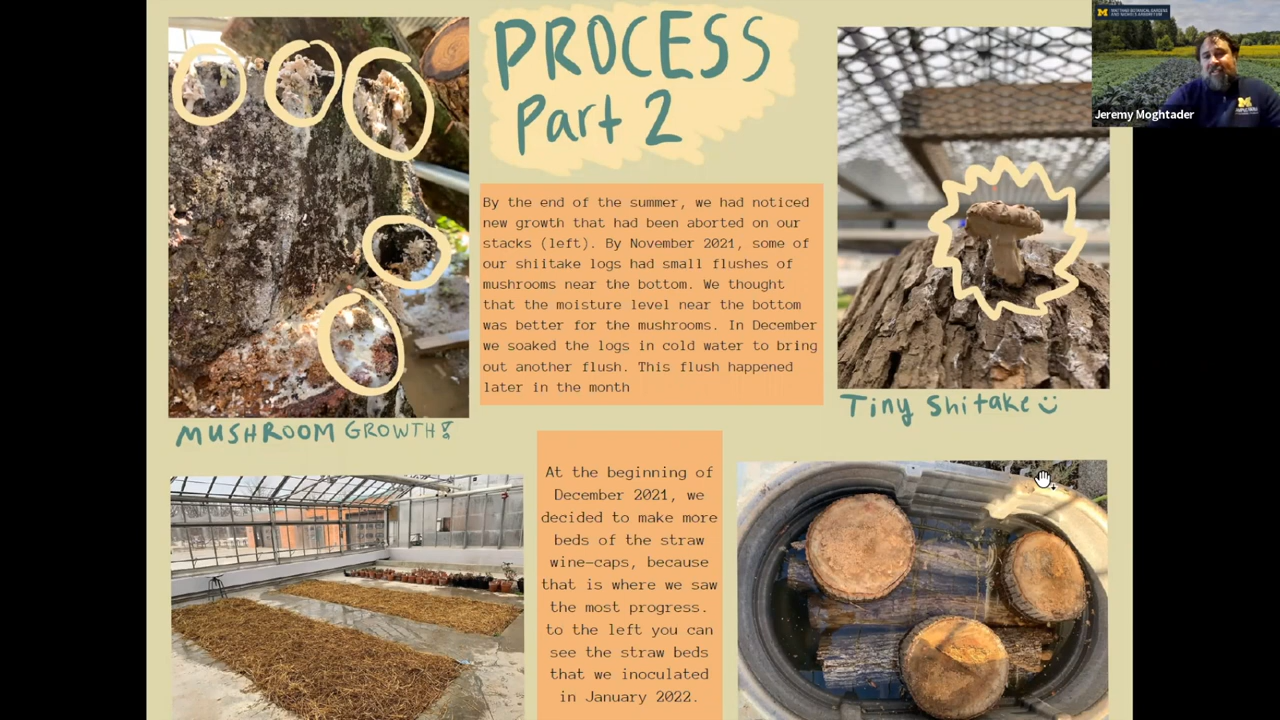 PROCESS
Part 2
By the end of the summer, we had noticed
new growth that had been aborted on our
stacks (left). By November 2021, some of
our shiitake logs had small flushes of
mushrooms near the bottom. We thought
that the moisture level near the bottom
was better for the mushrooms. In December
we soaked the logs in cold water to bring
out another flush. This flush happened
later in the month
MUSHROOM GROWTH!
Tiny Shitake
At the beginning of
December 2021, we
decided to make more
beds of the straw
wine-caps, because
that is where we saw
the most progress.
to the left you can
see the straw beds
that we inoculated
in January 2022.
MATTHAEI BOTANICAL GARDENS
AND NICHOLS ARBORETUM
Jeremy Moghtader